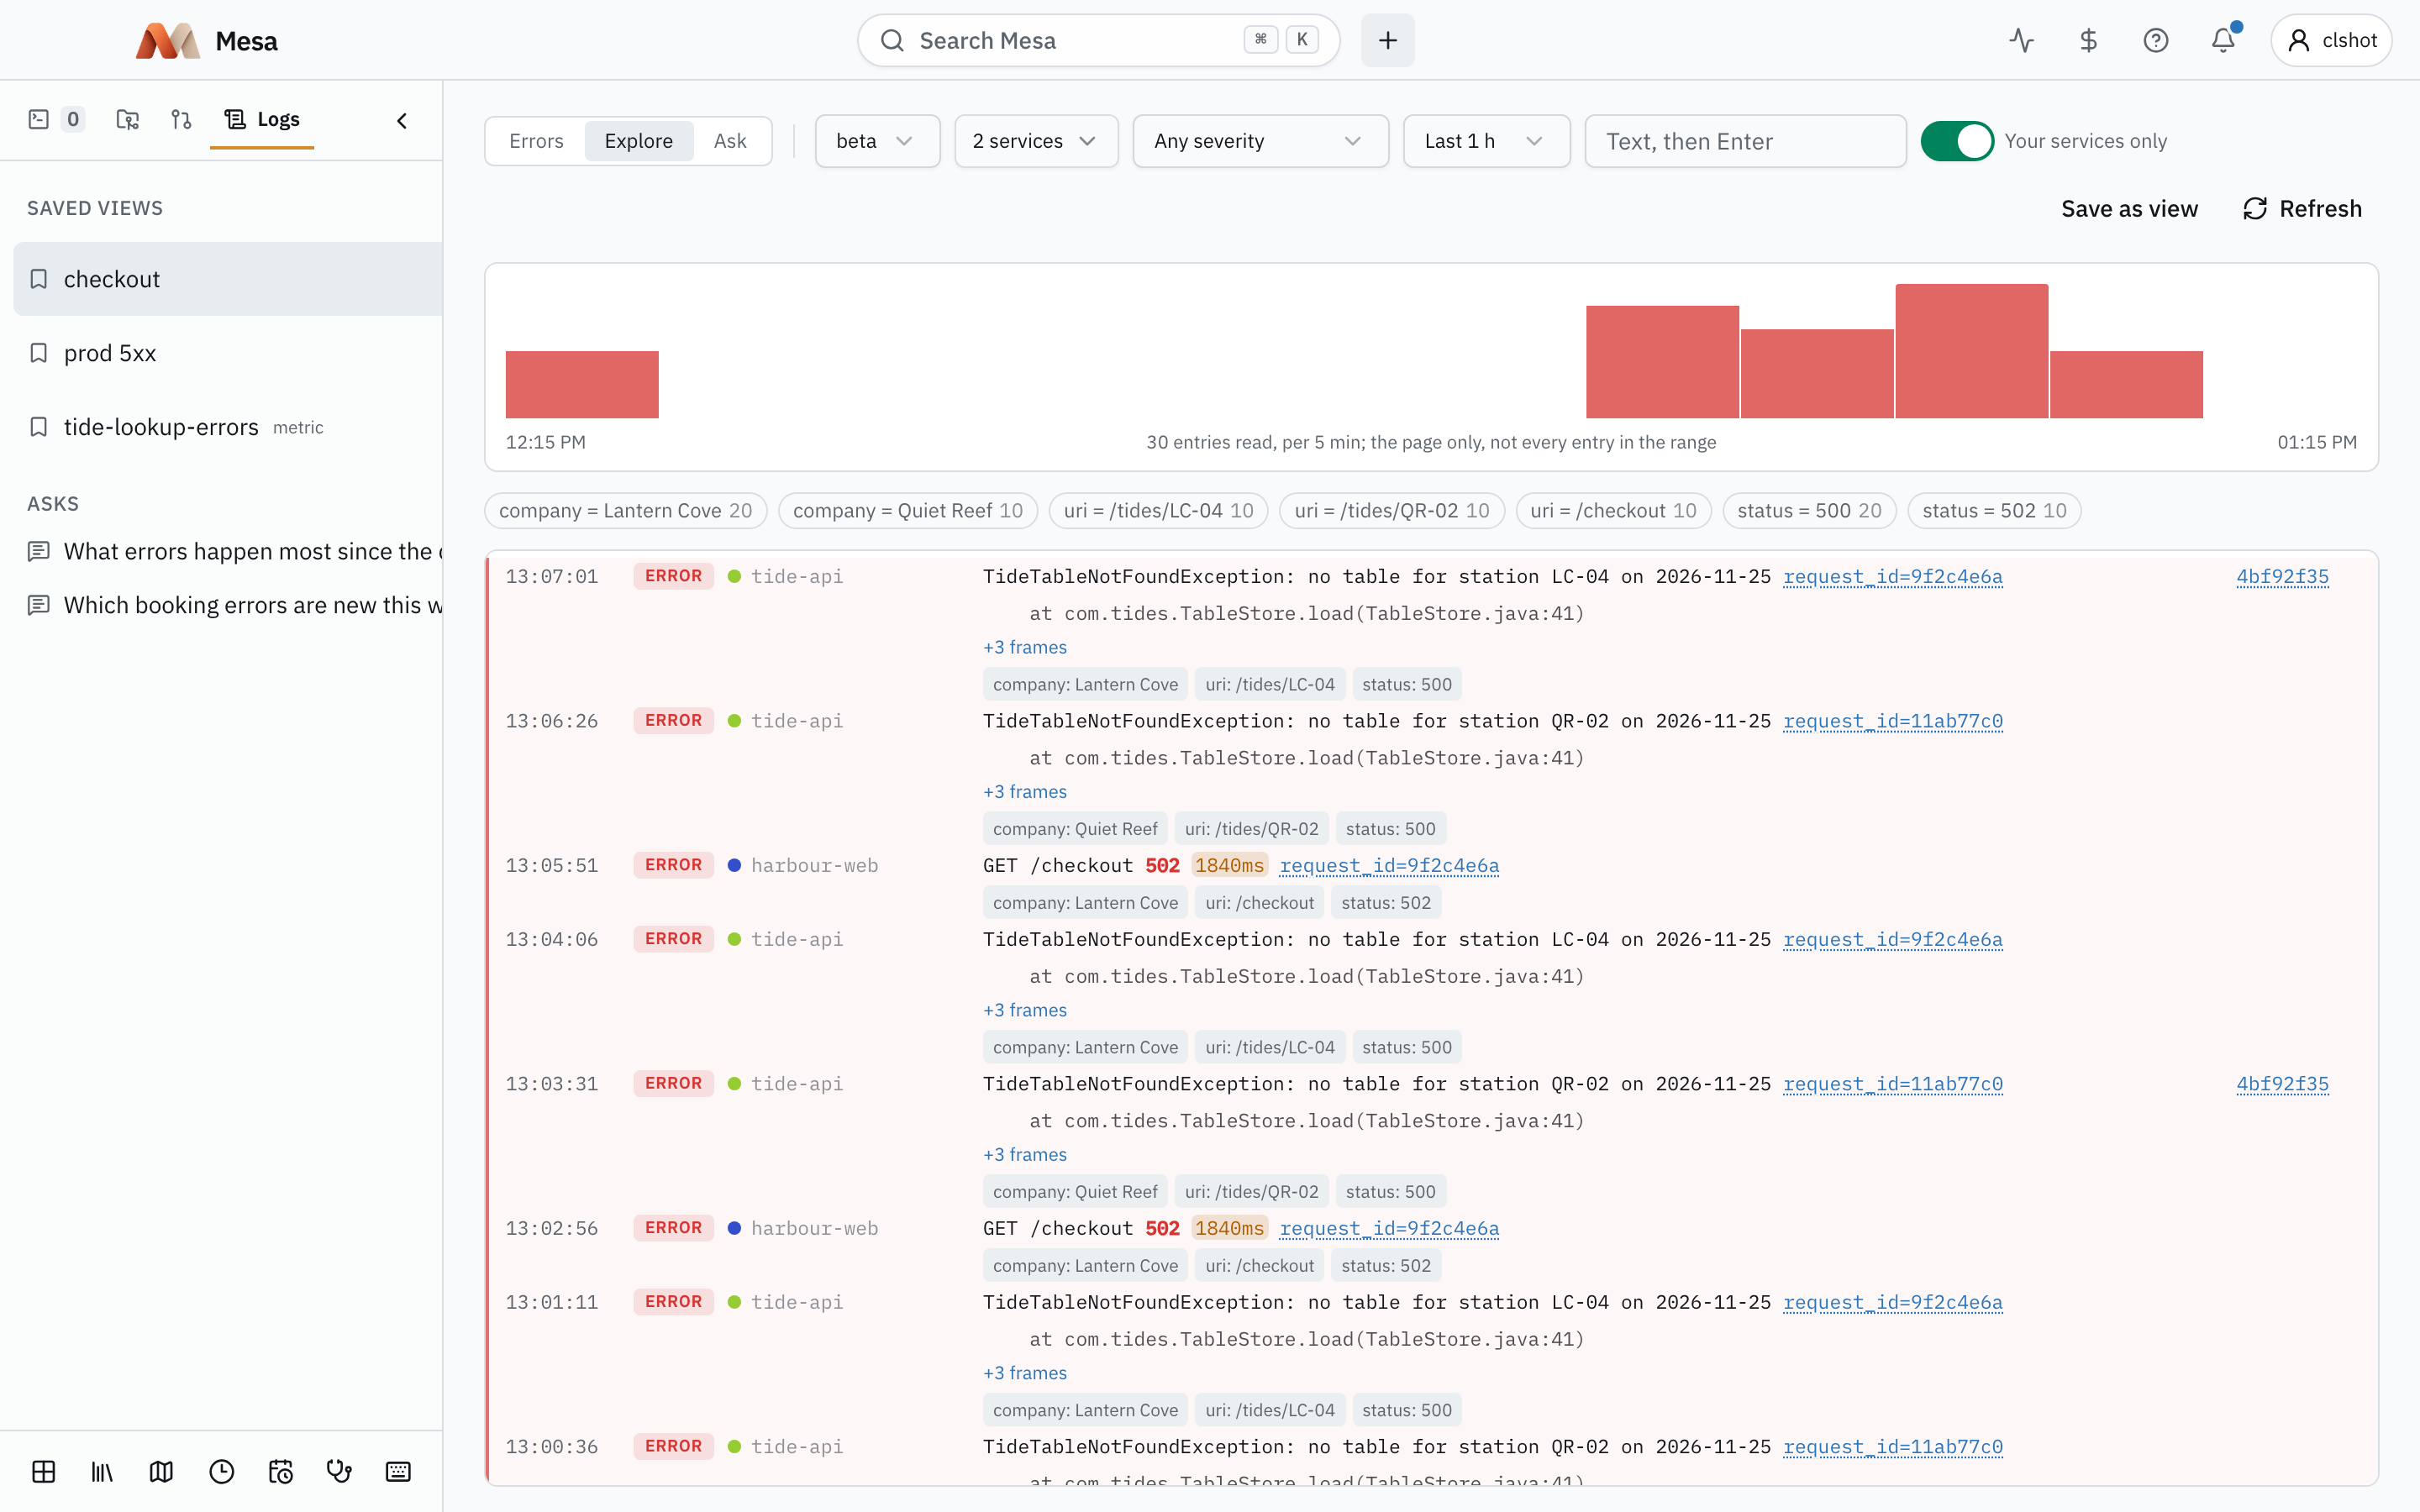 Mesa
Search Mesa
⌘ K
clshot
0
Logs
Errors Explore Ask
beta
2 services
Any severity
Last 1 h
Text, then Enter
Your services only
SAVED VIEWS
checkout
prod 5xx
tide-lookup-errors metric
ASKS
What errors happen most since the
Which booking errors are new this w
Save as view
Refresh
12:15 PM
30 entries read, per 5 min; the page only, not every entry in the range
01:15 PM
company = Lantern Cove 20
company = Quiet Reef 10
uri = /tides/LC-04 10
uri = /tides/QR-02 10
uri = /checkout 10
status = 500 20
status = 502 10
13:07:01 ERROR tide-api TideTableNotFoundException: no table for station LC-04 on 2026-11-25 request_id=9f2c4e6a 4bf92f35
at com.tides.TableStore.load(TableStore.java:41)
+3 frames
company: Lantern Cove uri: /tides/LC-04 status: 500
13:06:26 ERROR tide-api TideTableNotFoundException: no table for station QR-02 on 2026-11-25 request_id=11ab77c0
at com.tides.TableStore.load(TableStore.java:41)
+3 frames
company: Quiet Reef uri: /tides/QR-02 status: 500
13:05:51 ERROR harbour-web GET /checkout 502 1840ms request_id=9f2c4e6a
company: Lantern Cove uri: /checkout status: 502
13:04:06 ERROR tide-api TideTableNotFoundException: no table for station LC-04 on 2026-11-25 request_id=9f2c4e6a
at com.tides.TableStore.load(TableStore.java:41)
+3 frames
company: Lantern Cove uri: /tides/LC-04 status: 500
13:03:31 ERROR tide-api TideTableNotFoundException: no table for station QR-02 on 2026-11-25 request_id=11ab77c0 4bf92f35
at com.tides.TableStore.load(TableStore.java:41)
+3 frames
company: Quiet Reef uri: /tides/QR-02 status: 500
13:02:56 ERROR harbour-web GET /checkout 502 1840ms request_id=9f2c4e6a
company: Lantern Cove uri: /checkout status: 502
13:01:11 ERROR tide-api TideTableNotFoundException: no table for station LC-04 on 2026-11-25 request_id=9f2c4e6a
at com.tides.TableStore.load(TableStore.java:41)
+3 frames
company: Lantern Cove uri: /tides/LC-04 status: 500
13:00:36 ERROR tide-api TideTableNotFoundException: no table for station QR-02 on 2026-11-25 request_id=11ab77c0
at com.tides.TableStore.load(TableStore.java:41)